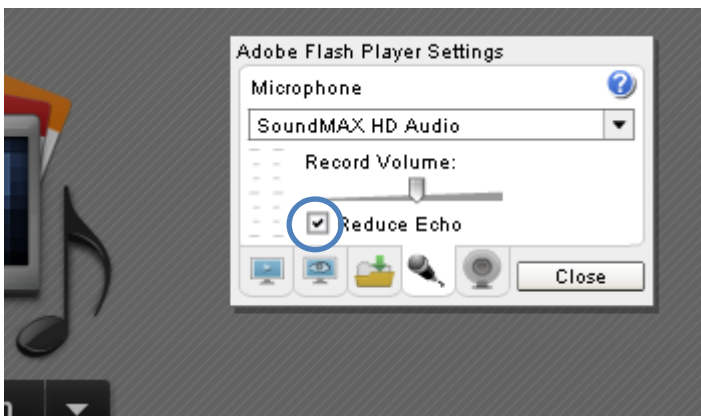 Adobe Flash Player Settings
Microphone
SoundMAX HD Audio
Record Volume:
Reduce Echo
Close